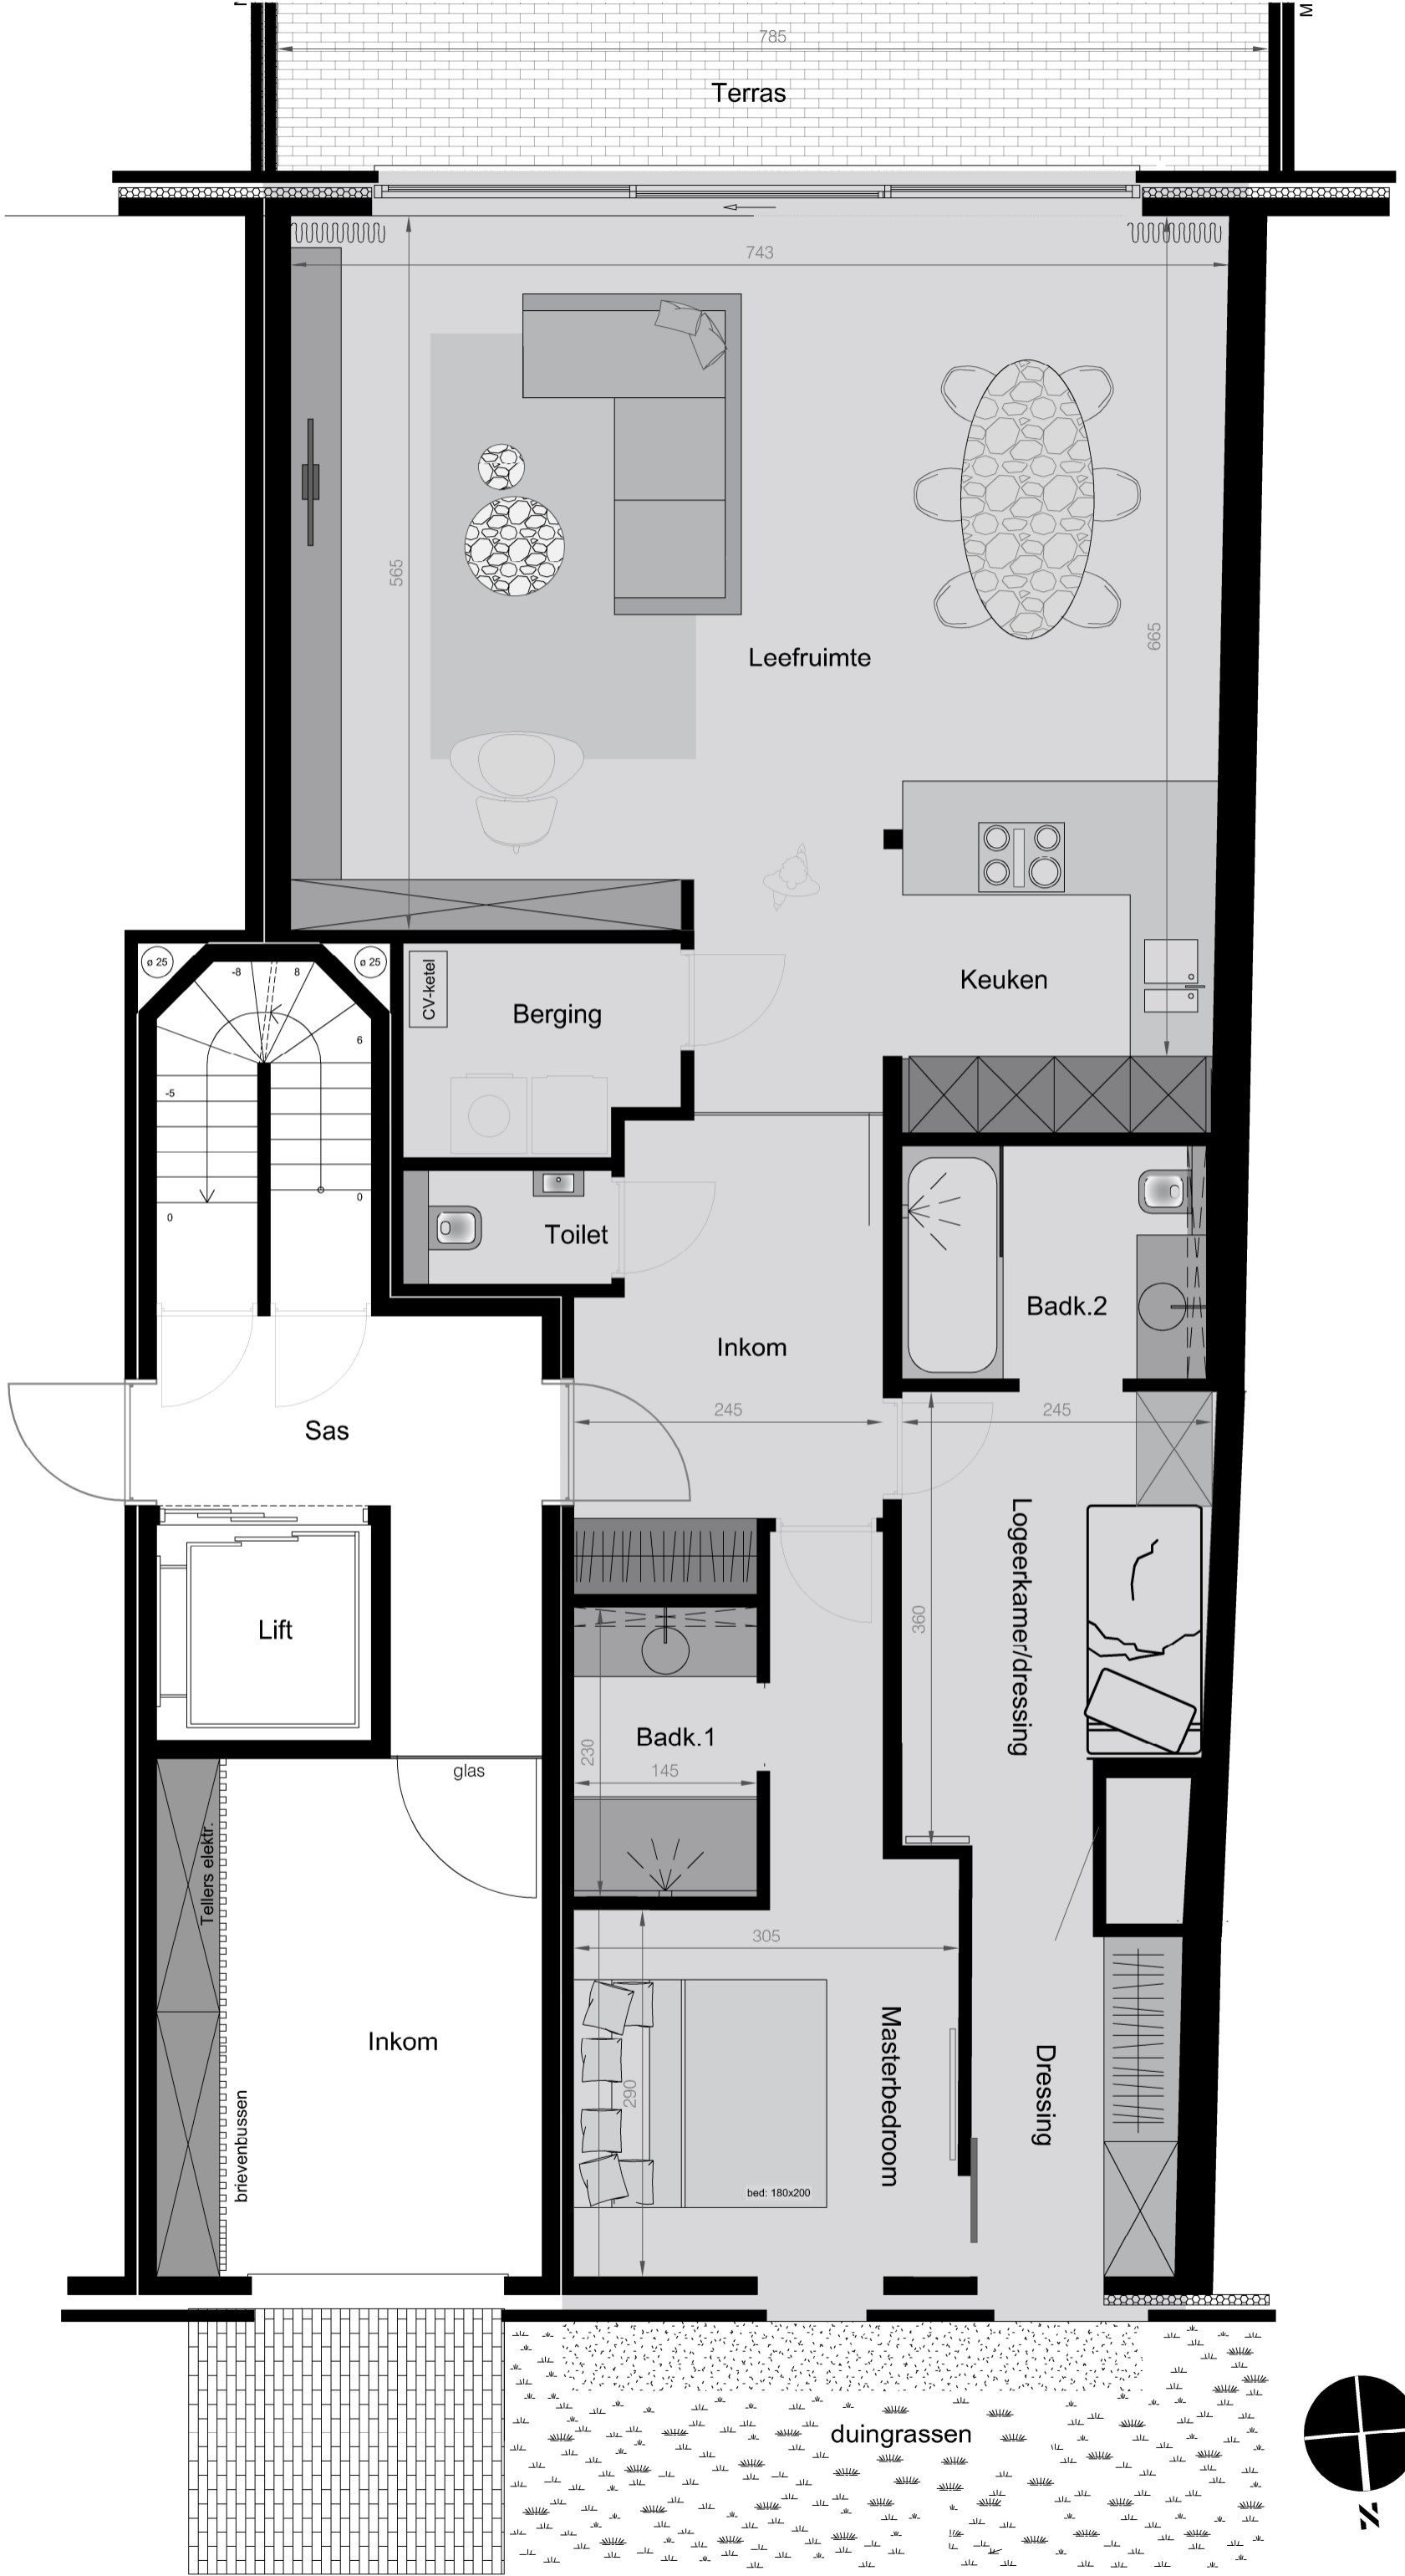 M
785
Terras
743
565
665
Leefruimte
ø 25
-8
8
ø 25
CV-ketel
Berging
Keuken
6
-5
0
0
Toilet
Badk.2
Inkom
245
245
Sas
Logeerkamer/dressing
360
Lift
Badk.1
230
145
glas
Tellers elektr.
305
Inkom
Masterbedroom
Dressing
290
brievenbussen
bed: 180x200
duingrassen
N